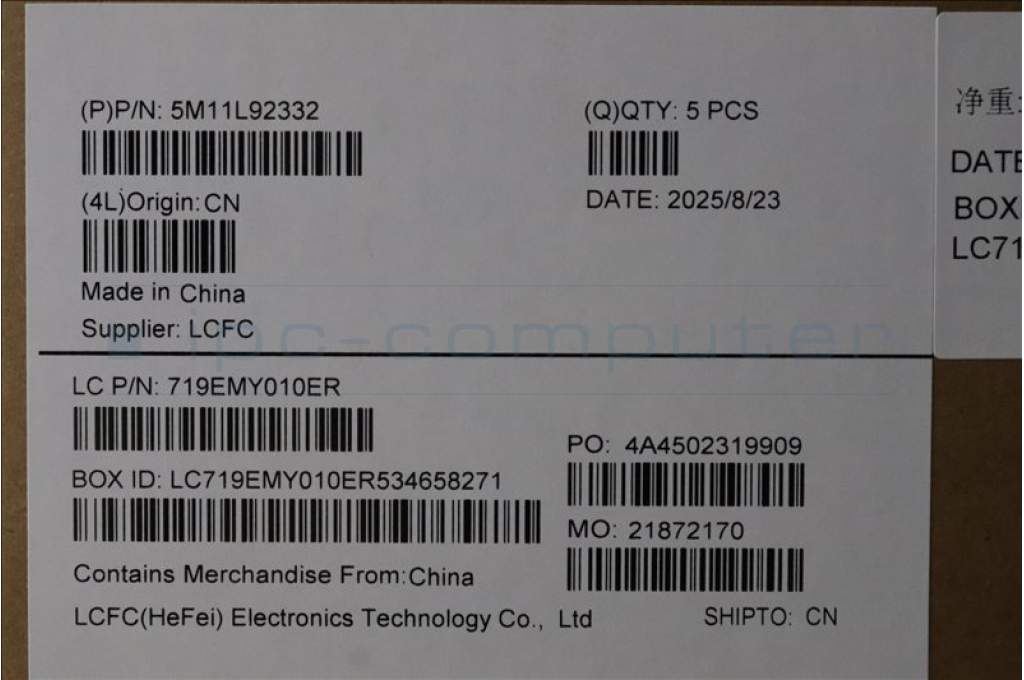 (P)P/N: 5M11L92332
(Q)QTY: 5 PCS
(4L)Origin:CN
DATE: 2025/8/23
Made in China
Supplier: LCFC
ipc-computer
LC P/N: 719EMY010ER
PO: 4A4502319909
BOX ID: LC719EMY010ER534658271
MO: 21872170
Contains Merchandise From:China
LCFC(HeFei) Electronics Technology Co., Ltd
SHIPTO: CN
净重:
DATE
BOX
LC71